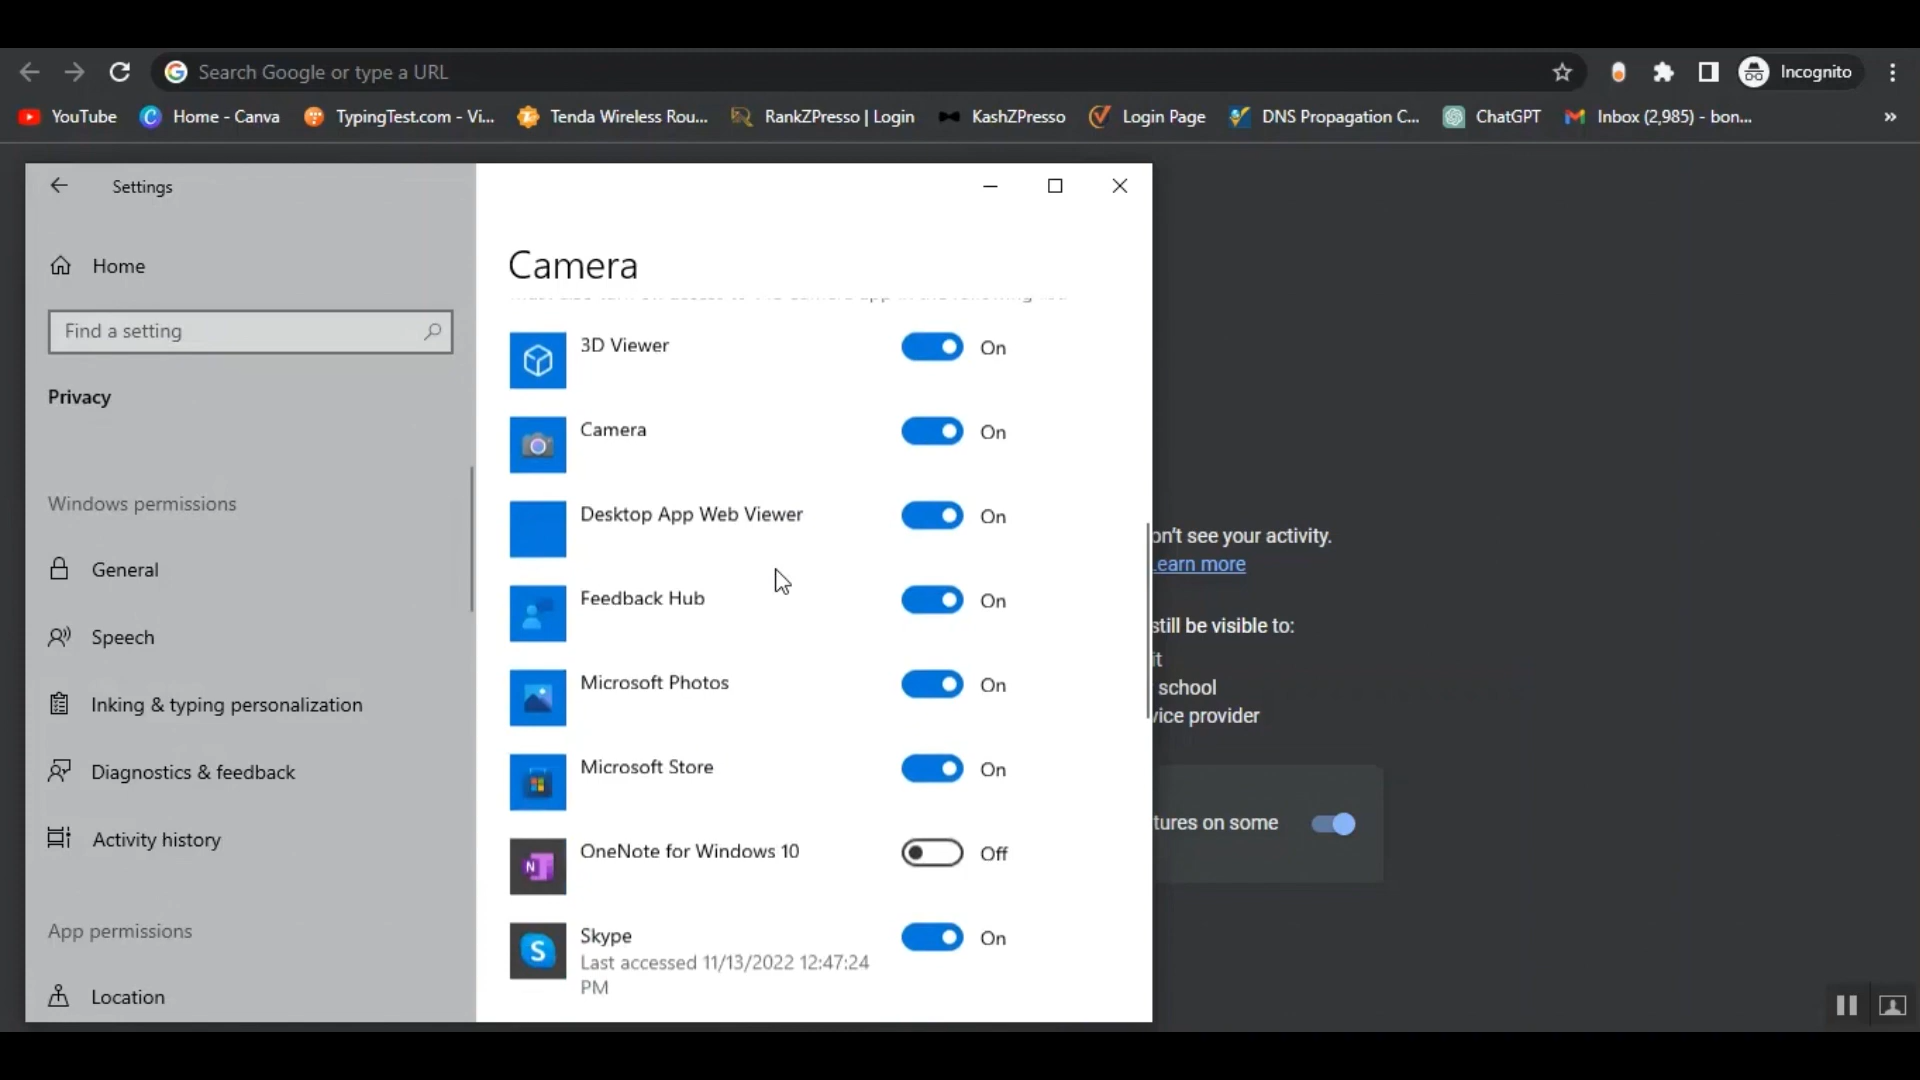 Search Google or type a URL
Incognito
YouTube
Home - Canva
TypingTest.com - Vi...
Tenda Wireless Rou...
RankZPresso | Login
KashZPresso
Login Page
DNS Propagation C...
ChatGPT
Inbox (2,985) - bon...
»
Settings
Home
Find a setting
Privacy
Windows permissions
General
Speech
Inking & typing personalization
Diagnostics & feedback
Activity history
App permissions
Location
Camera
3D Viewer
On
Camera
On
Desktop App Web Viewer
On
Feedback Hub
On
Microsoft Photos
On
Microsoft Store
On
OneNote for Windows 10
Off
Skype
On
Last accessed 11/13/2022 12:47:24
PM
on't see your activity.
Learn more
still be visible to:
it
school
vice provider
tures on some